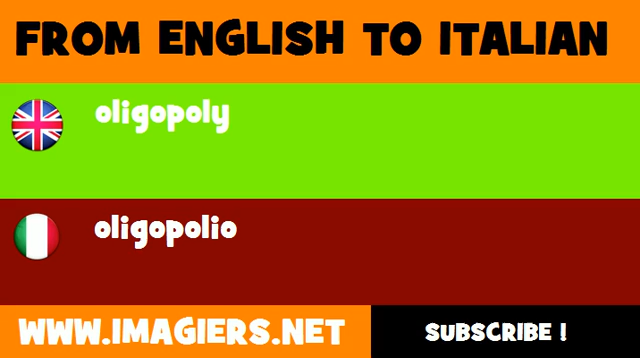 FROM ENGLISH TO ITALIAN
oligopoly
oligopolio
WWW.IMAGIERS.NET
SUBSCRIBE !